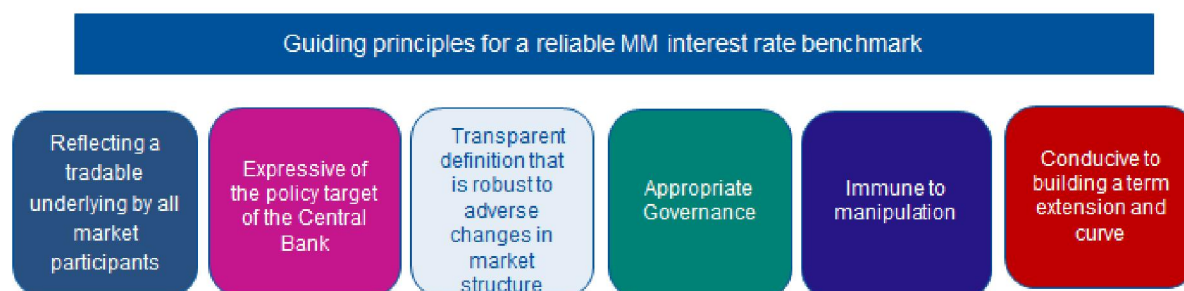 Guiding principles for a reliable MM interest rate benchmark
Reflecting a
tradable
underlying by all
market
participants
Expressive of
the policy target
of the Central
Bank
Transparent
definition that
is robust to
adverse
changes in
market
structure
Appropriate
Governance
Immune to
manipulation
Conducive to
building a term
extension and
curve